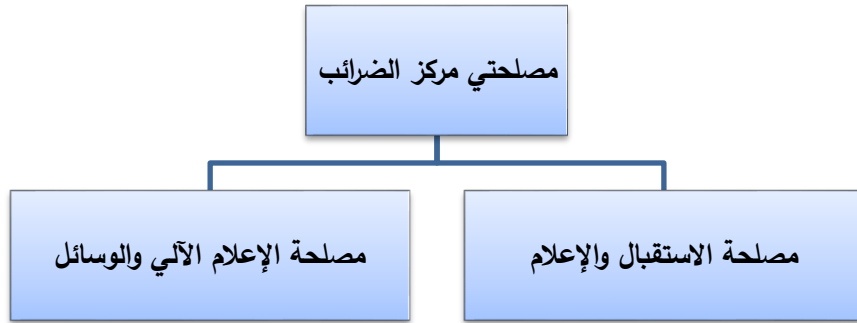 مصلحتي مركز الضرائب
مصلحة الاستقبال والإعلام
مصلحة الإعلام الآلي والوسائل